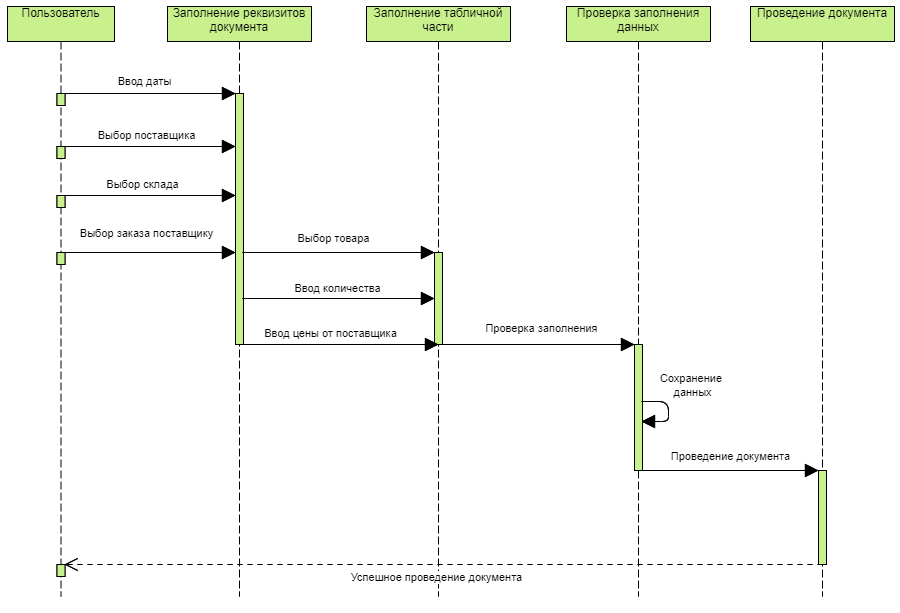 Пользователь
Заполнение реквизитов
документа
Заполнение табличной
части
Проверка заполнения
данных
Проведение документа
Ввод даты
Выбор поставщика
Выбор склада
Выбор заказа поставщику
Выбор товара
Ввод количества
Ввод цены от поставщика
Проверка заполнения
Сохранение
данных
Проведение документа
Успешное проведение документа